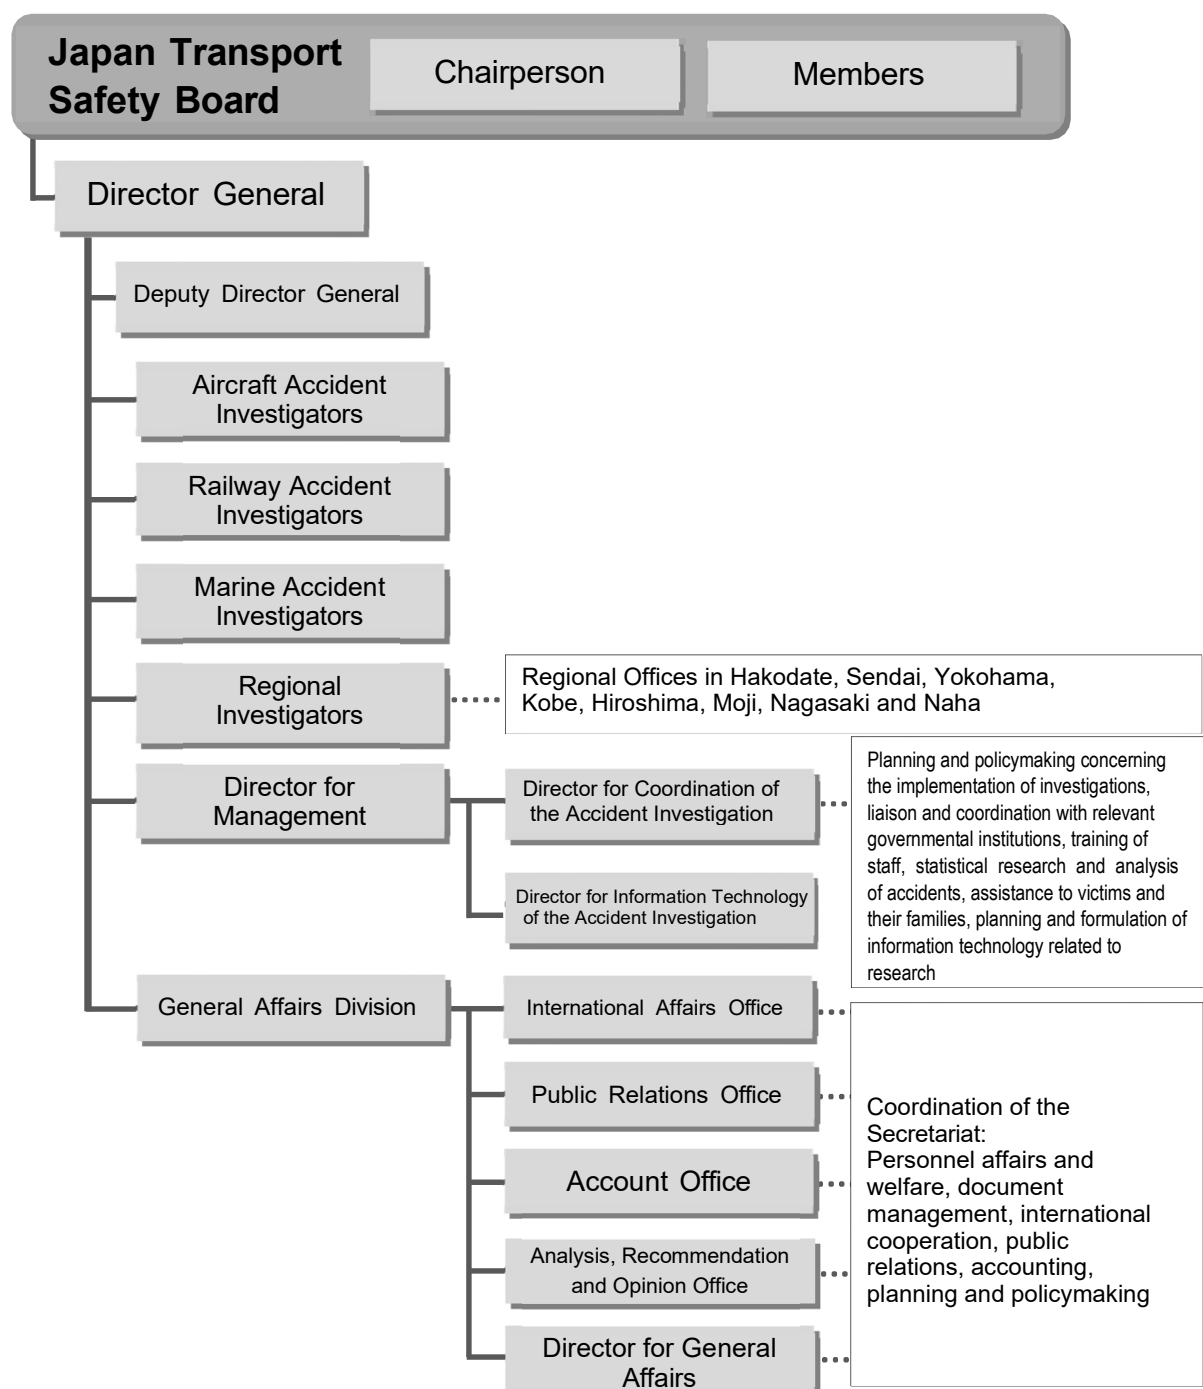 Japan Transport
Safety Board
Chairperson
Members
Director General
Deputy Director General
Aircraft Accident
Investigators
Railway Accident
Investigators
Marine Accident
Investigators
Regional
Investigators
Regional Offices in Hakodate, Sendai, Yokohama,
Kobe, Hiroshima, Moji, Nagasaki and Naha
Director for
Management
Director for Coordination of
the Accident Investigation
Planning and policymaking concerning
the implementation of investigations,
liaison and coordination with relevant
governmental institutions, training of
staff, statistical research and analysis
of accidents, assistance to victims and
their families, planning and formulation of
information technology related to
research
Director for Information Technology
of the Accident Investigation
General Affairs Division
International Affairs Office
Public Relations Office
Account Office
Analysis, Recommendation
and Opinion Office
Director for General
Affairs
Coordination of the
Secretariat:
Personnel affairs and
welfare, document
management, international
cooperation, public
relations, accounting,
planning and policymaking